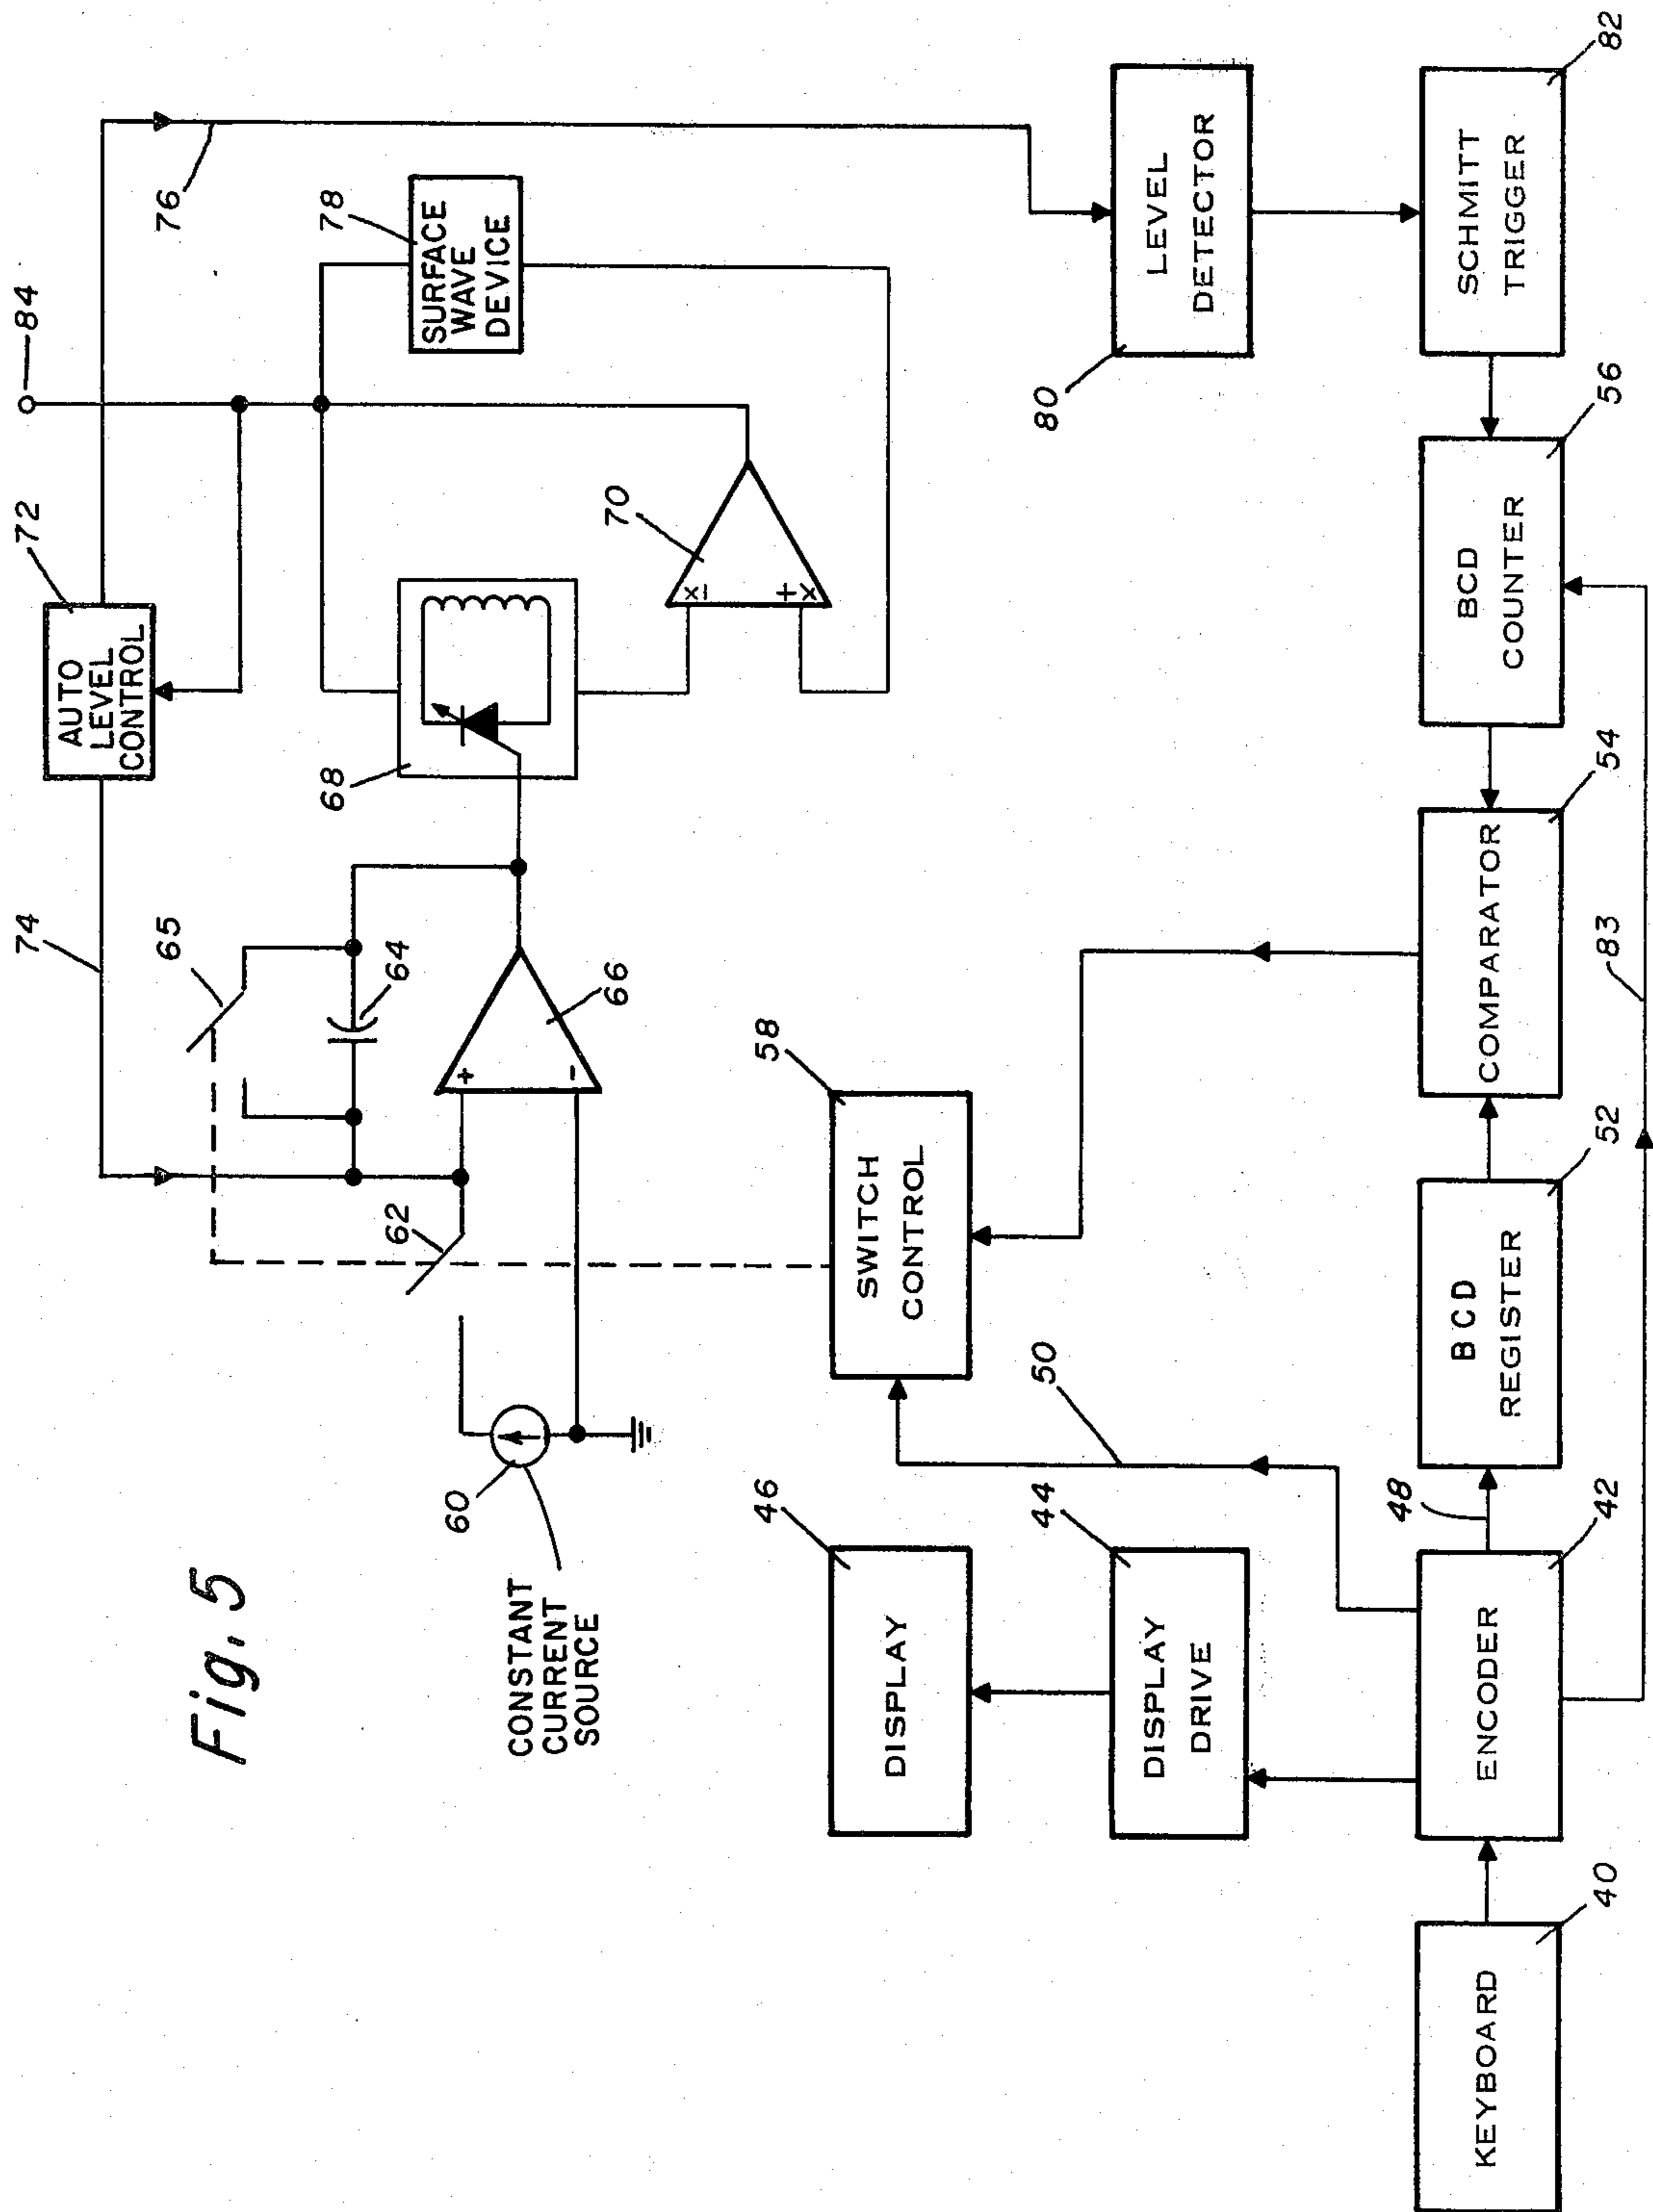 Fig. 5
84
72
AUTO
LEVEL
CONTROL
74
76
65
64
78
SURFACE
WAVE
DEVICE
62
+
-
66
68
70
x-
+x
60
CONSTANT
CURRENT
SOURCE
46
DISPLAY
58
SWITCH
CONTROL
50
44
DISPLAY
DRIVE
80
LEVEL
DETECTOR
40
KEYBOARD
42
ENCODER
48
52
BCD
REGISTER
54
COMPARATOR
56
BCD
COUNTER
82
SCHMITT
TRIGGER
83